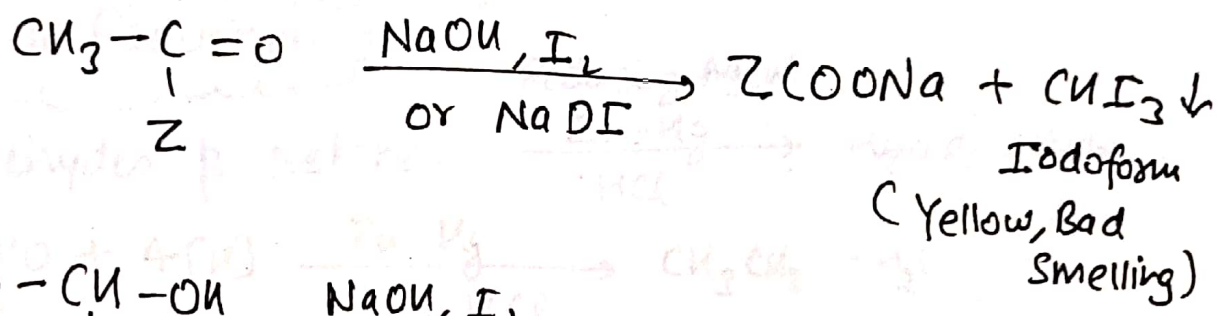 CH3-C=O NaOH, I2 → ZCOONa + CHI3↓
Z or NaOI Iodoform
(Yellow, Bad
Smelling)
-CH-OH NaOH, I2